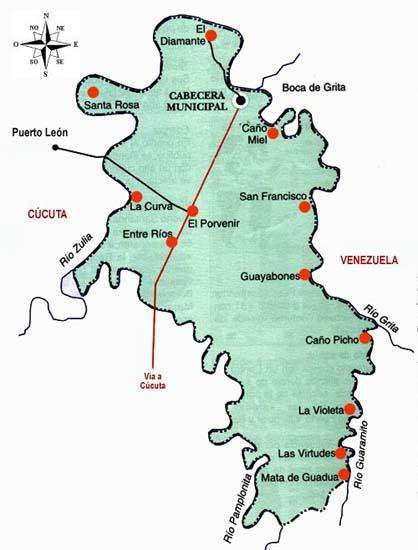 N
NO
NE
O
E
SO
SE
S
El
Diamante
Boca de Grita
CABECERA
MUNICIPAL
Santa Rosa
Caño
Miel
Puerto León
San Francisco
La Curva
El Porvenir
CÚCUTA
Entre Ríos
Río Zulia
VENEZUELA
Guayabones
Río Grita
Caño Picho
Via a
Cúcuta
La Violeta
Río Guaramito
Las Virtudes
Mata de Guadua
Río Pamplonita